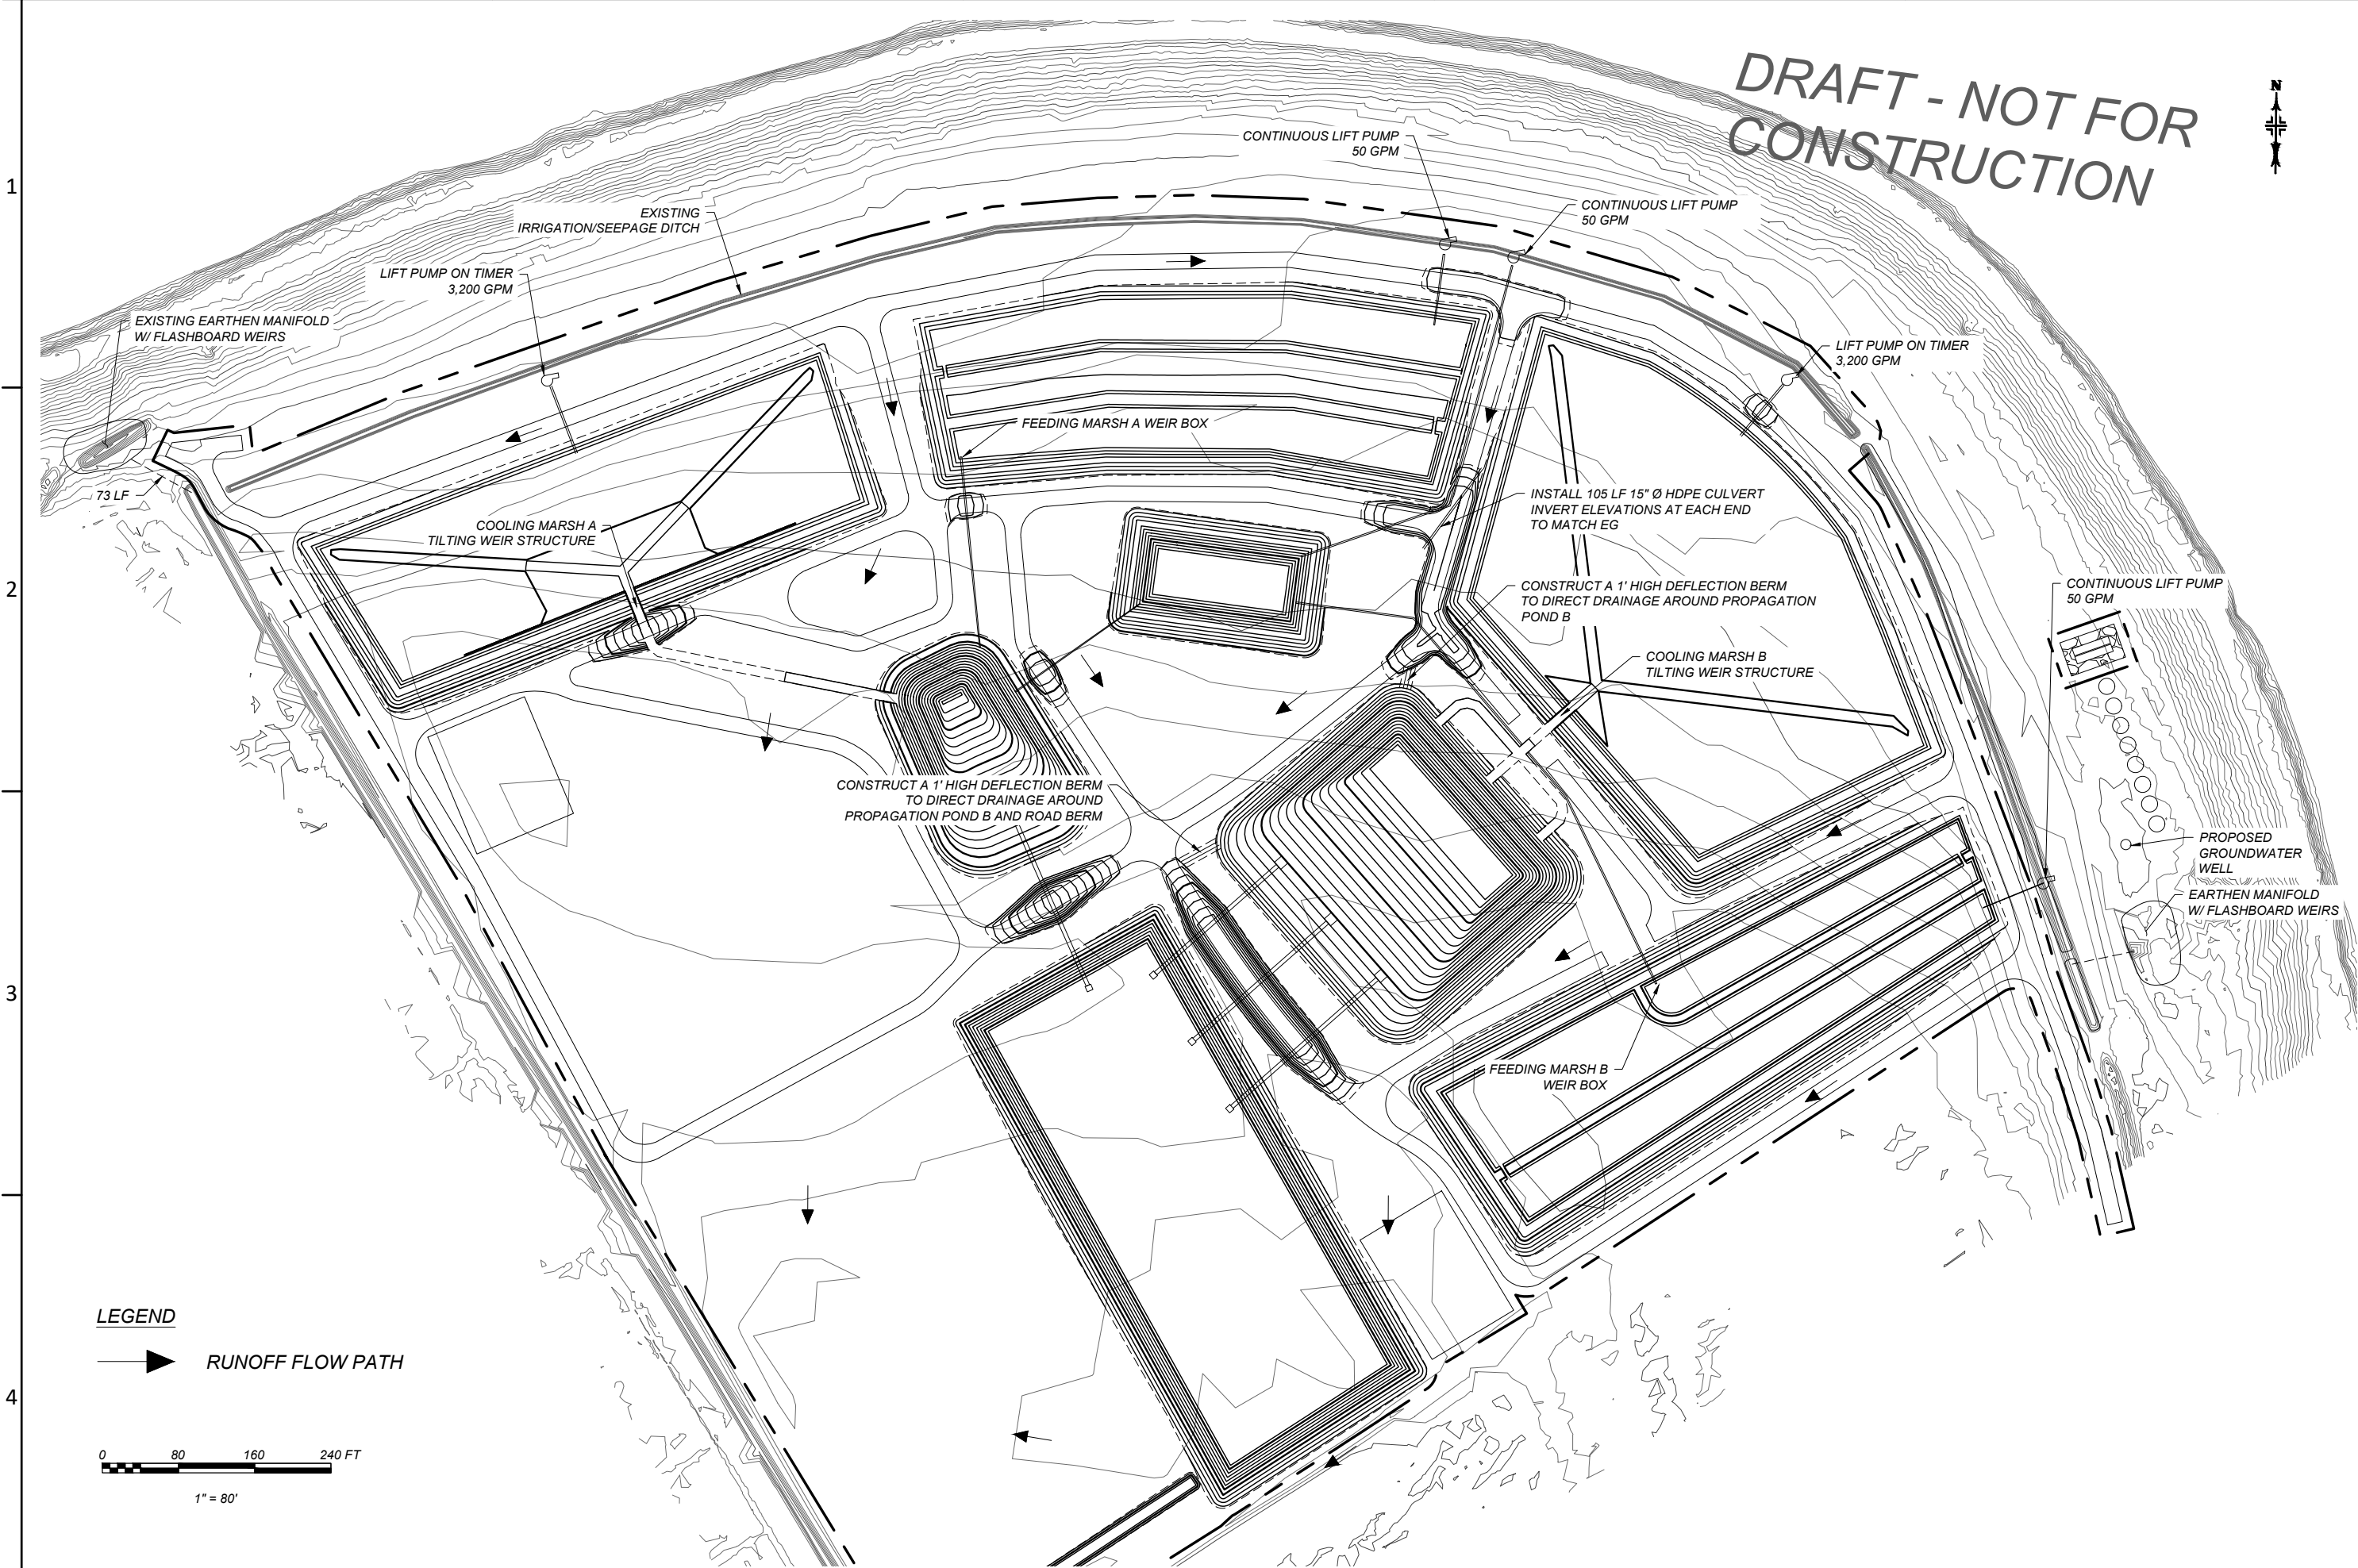 DRAFT - NOT FOR
CONSTRUCTION
N
CONTINUOUS LIFT PUMP
50 GPM
CONTINUOUS LIFT PUMP
50 GPM
EXISTING
IRRIGATION/SEEPAGE DITCH
LIFT PUMP ON TIMER
3,200 GPM
EXISTING EARTHEN MANIFOLD
W/ FLASHBOARD WEIRS
LIFT PUMP ON TIMER
3,200 GPM
1
FEEDING MARSH A WEIR BOX
73 LF
COOLING MARSH A
TILTING WEIR STRUCTURE
INSTALL 105 LF 15" Ø HDPE CULVERT
INVERT ELEVATIONS AT EACH END
TO MATCH EG
2
CONSTRUCT A 1' HIGH DEFLECTION BERM
TO DIRECT DRAINAGE AROUND PROPAGATION
POND B
CONTINUOUS LIFT PUMP
50 GPM
COOLING MARSH B
TILTING WEIR STRUCTURE
CONSTRUCT A 1' HIGH DEFLECTION BERM
TO DIRECT DRAINAGE AROUND
PROPAGATION POND B AND ROAD BERM
PROPOSED
GROUNDWATER
WELL
EARTHEN MANIFOLD
W/ FLASHBOARD WEIRS
3
FEEDING MARSH B
WEIR BOX
LEGEND
RUNOFF FLOW PATH
4
0 80 160 240 FT
1" = 80'